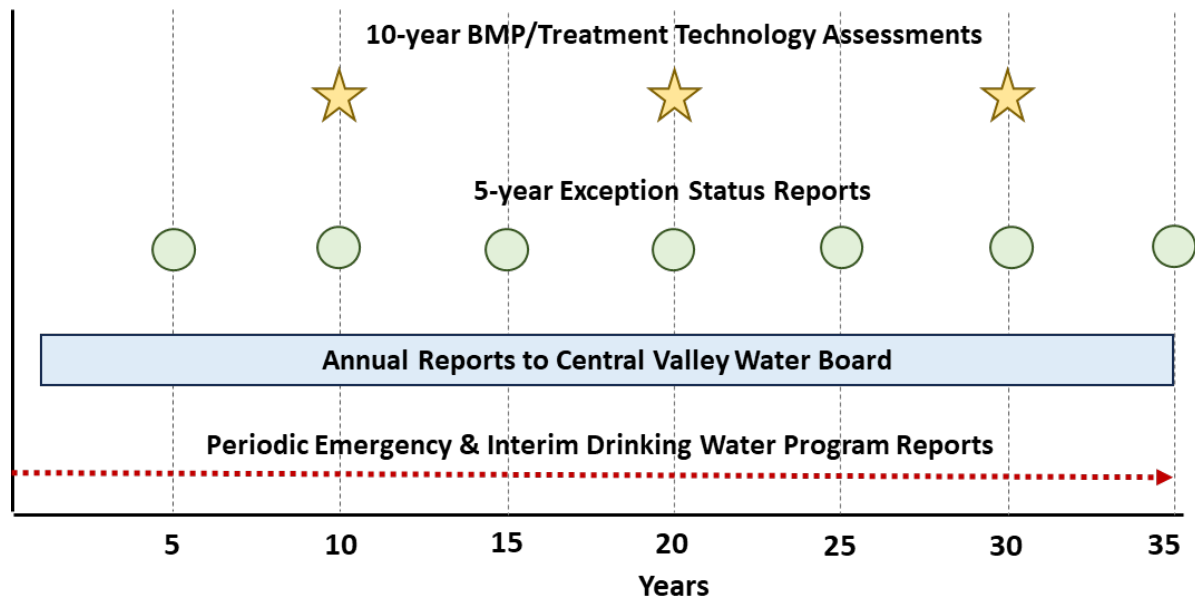 10-year BMP/Treatment Technology Assessments
5-year Exception Status Reports
Annual Reports to Central Valley Water Board
Periodic Emergency & Interim Drinking Water Program Reports
5 10 15 20 25 30 35
Years